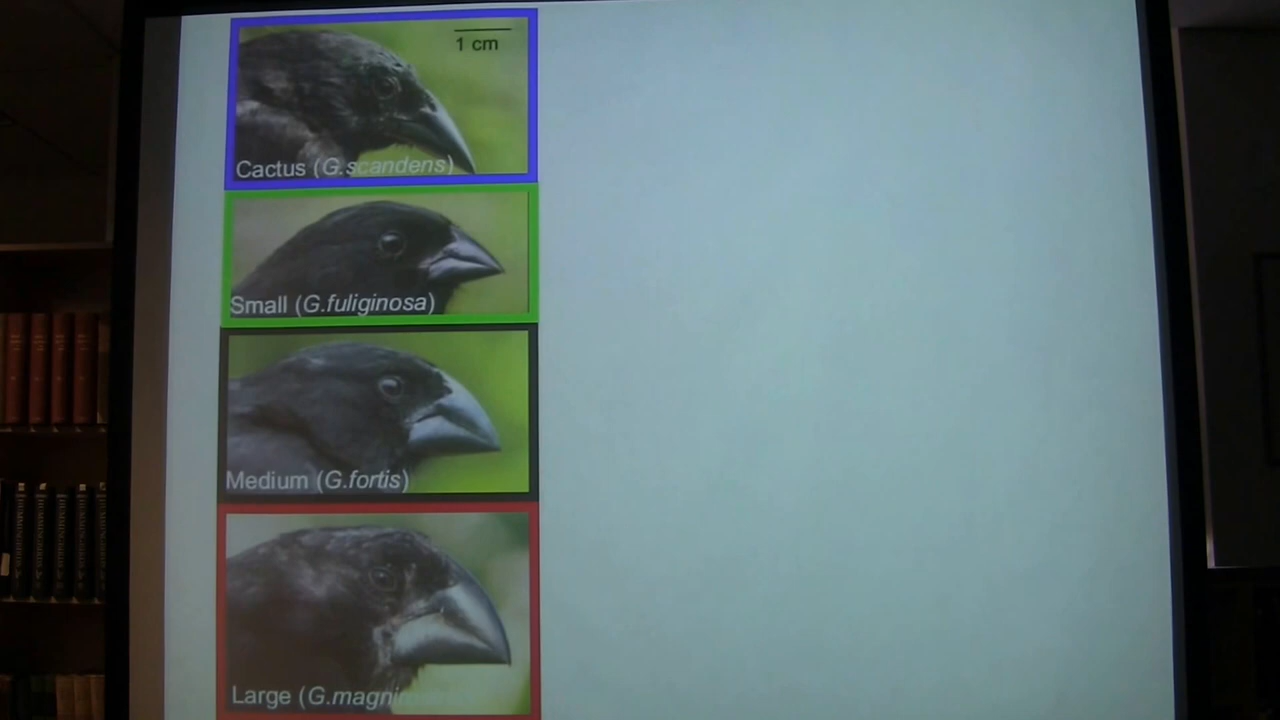 1 cm
Cactus (G.scandens)
Small (G.fuliginosa)
Medium (G.fortis)
Large